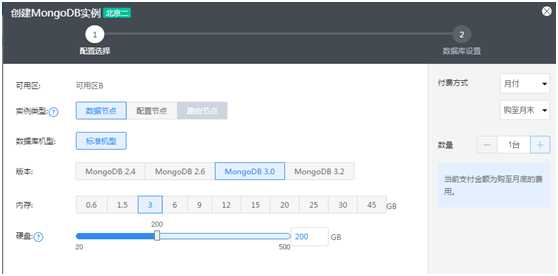 创建MongoDB实例 北京二
1 2
配置选择 数据库设置
可用区: 可用区B
实例类型:? 数据节点 配置节点 路由节点
数据库机型: 标准机型
版本: MongoDB 2.4 MongoDB 2.6 MongoDB 3.0 MongoDB 3.2
内存: 0.6 1.5 3 6 9 12 15 20 25 30 45 GB
200
硬盘:? 200 GB
20 500
付费方式 月付
购至月末
数量 1台
当前支付金额为购至月底的费用。